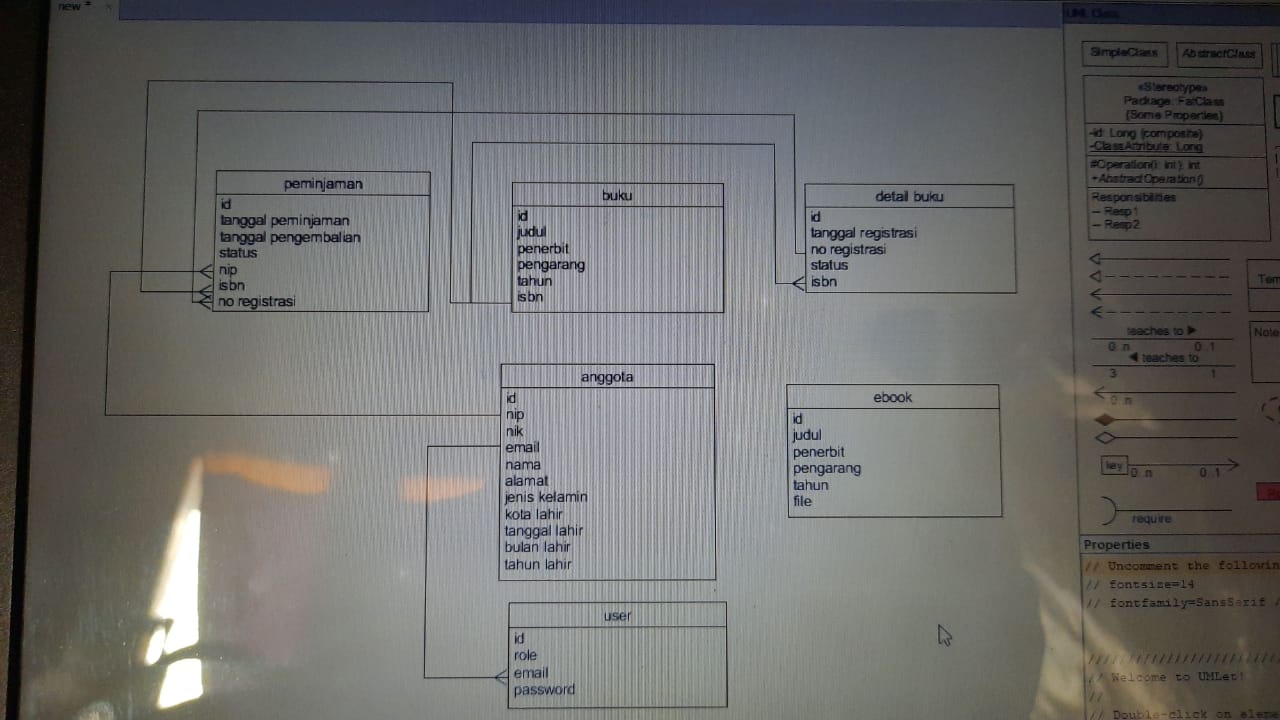 new *
UML Class
SimpleClass
AbstractClass
«Stereotype»
Package::FatClass
{Some Properties}
-id: Long {composite}
-ClassAttribute: Long
#Operation(i: int): int
+AbstractOperation()
Responsibilities
-- Resp1
-- Resp2
peminjaman
id
tanggal peminjaman
tanggal pengembalian
status
nip
isbn
no registrasi
buku
id
judul
penerbit
pengarang
tahun
isbn
detail buku
id
tanggal registrasi
no registrasi
status
isbn
anggota
id
nip
nik
email
nama
alamat
jenis kelamin
kota lahir
tanggal lahir
bulan lahir
tahun lahir
ebook
id
judul
penerbit
pengarang
tahun
file
user
id
role
email
password
teaches to ▶
0..n 0..1
◀ teaches to
3 1
0..n
key
0..n 0..1
require
Note
Properties
// Uncomment the followin
// fontsize=14
// fontfamily=SansSerif
// Welcome to UMLet!
//
// Double-click on eleme